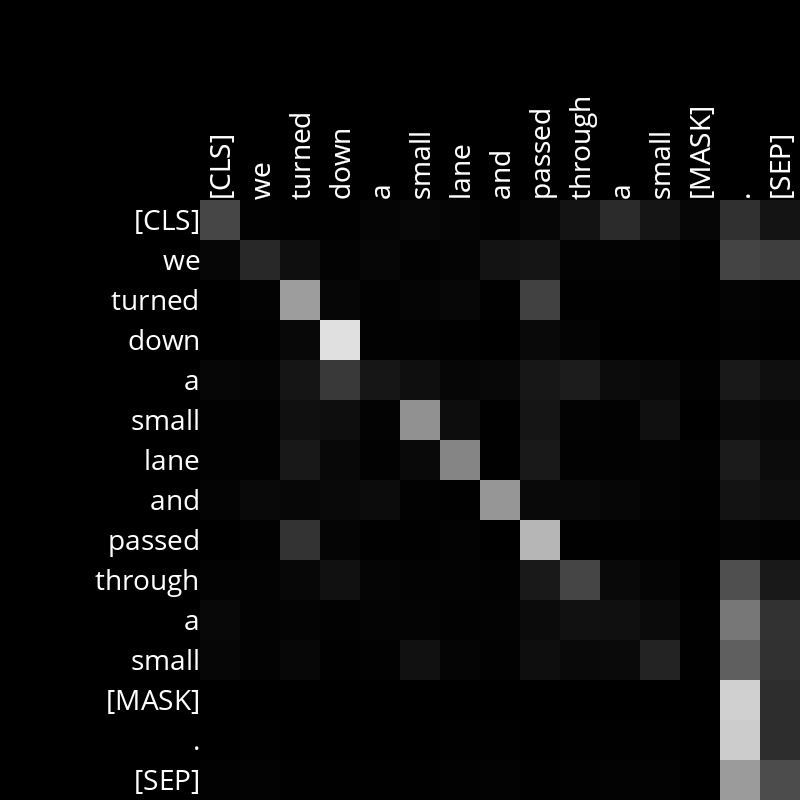 [CLS] we turned down a small lane and passed through a small [MASK] . [SEP]
[CLS]
we
turned
down
a
small
lane
and
passed
through
a
small
[MASK]
.
[SEP]